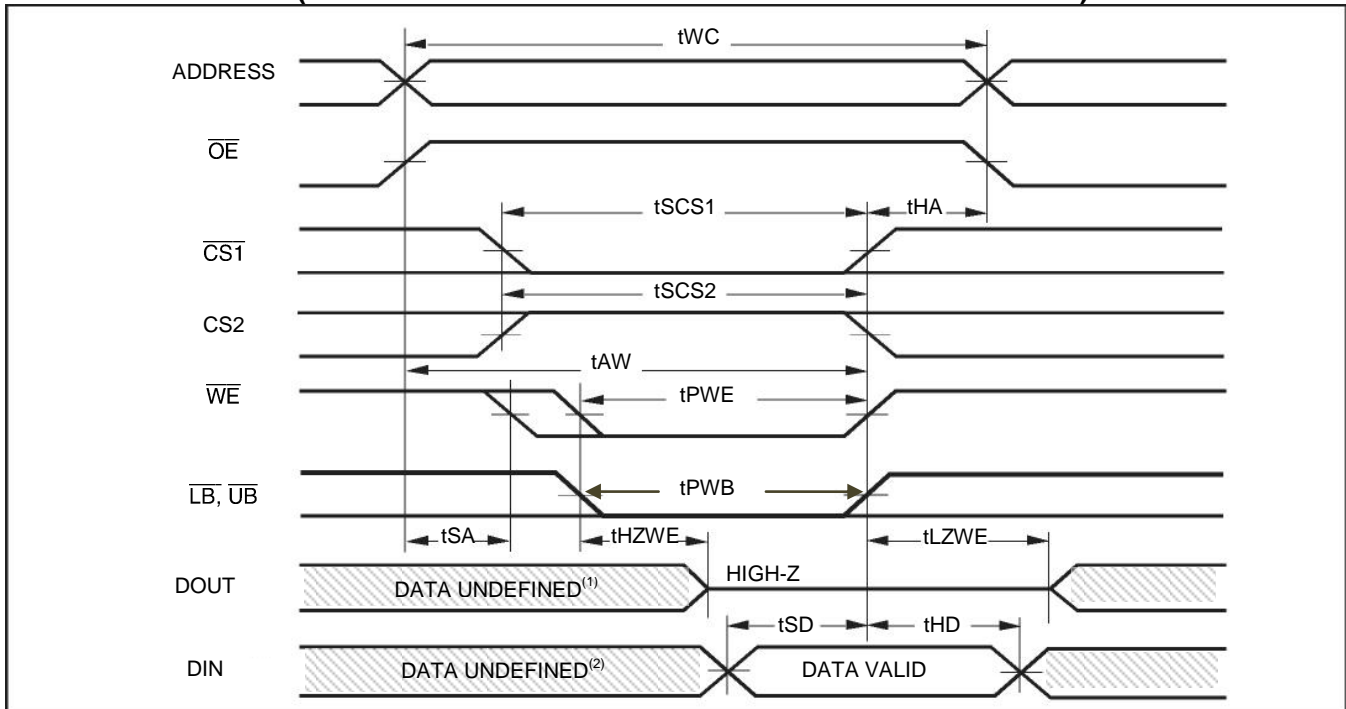 ( )
tWC
ADDRESS
OE
tSCS1 tHA
CS1
tSCS2
CS2
tAW
WE
tPWE
LB, UB
tPWB
tSA tHZWE tLZWE
DOUT DATA UNDEFINED(1) HIGH-Z
tSD tHD
DIN DATA UNDEFINED(2) DATA VALID